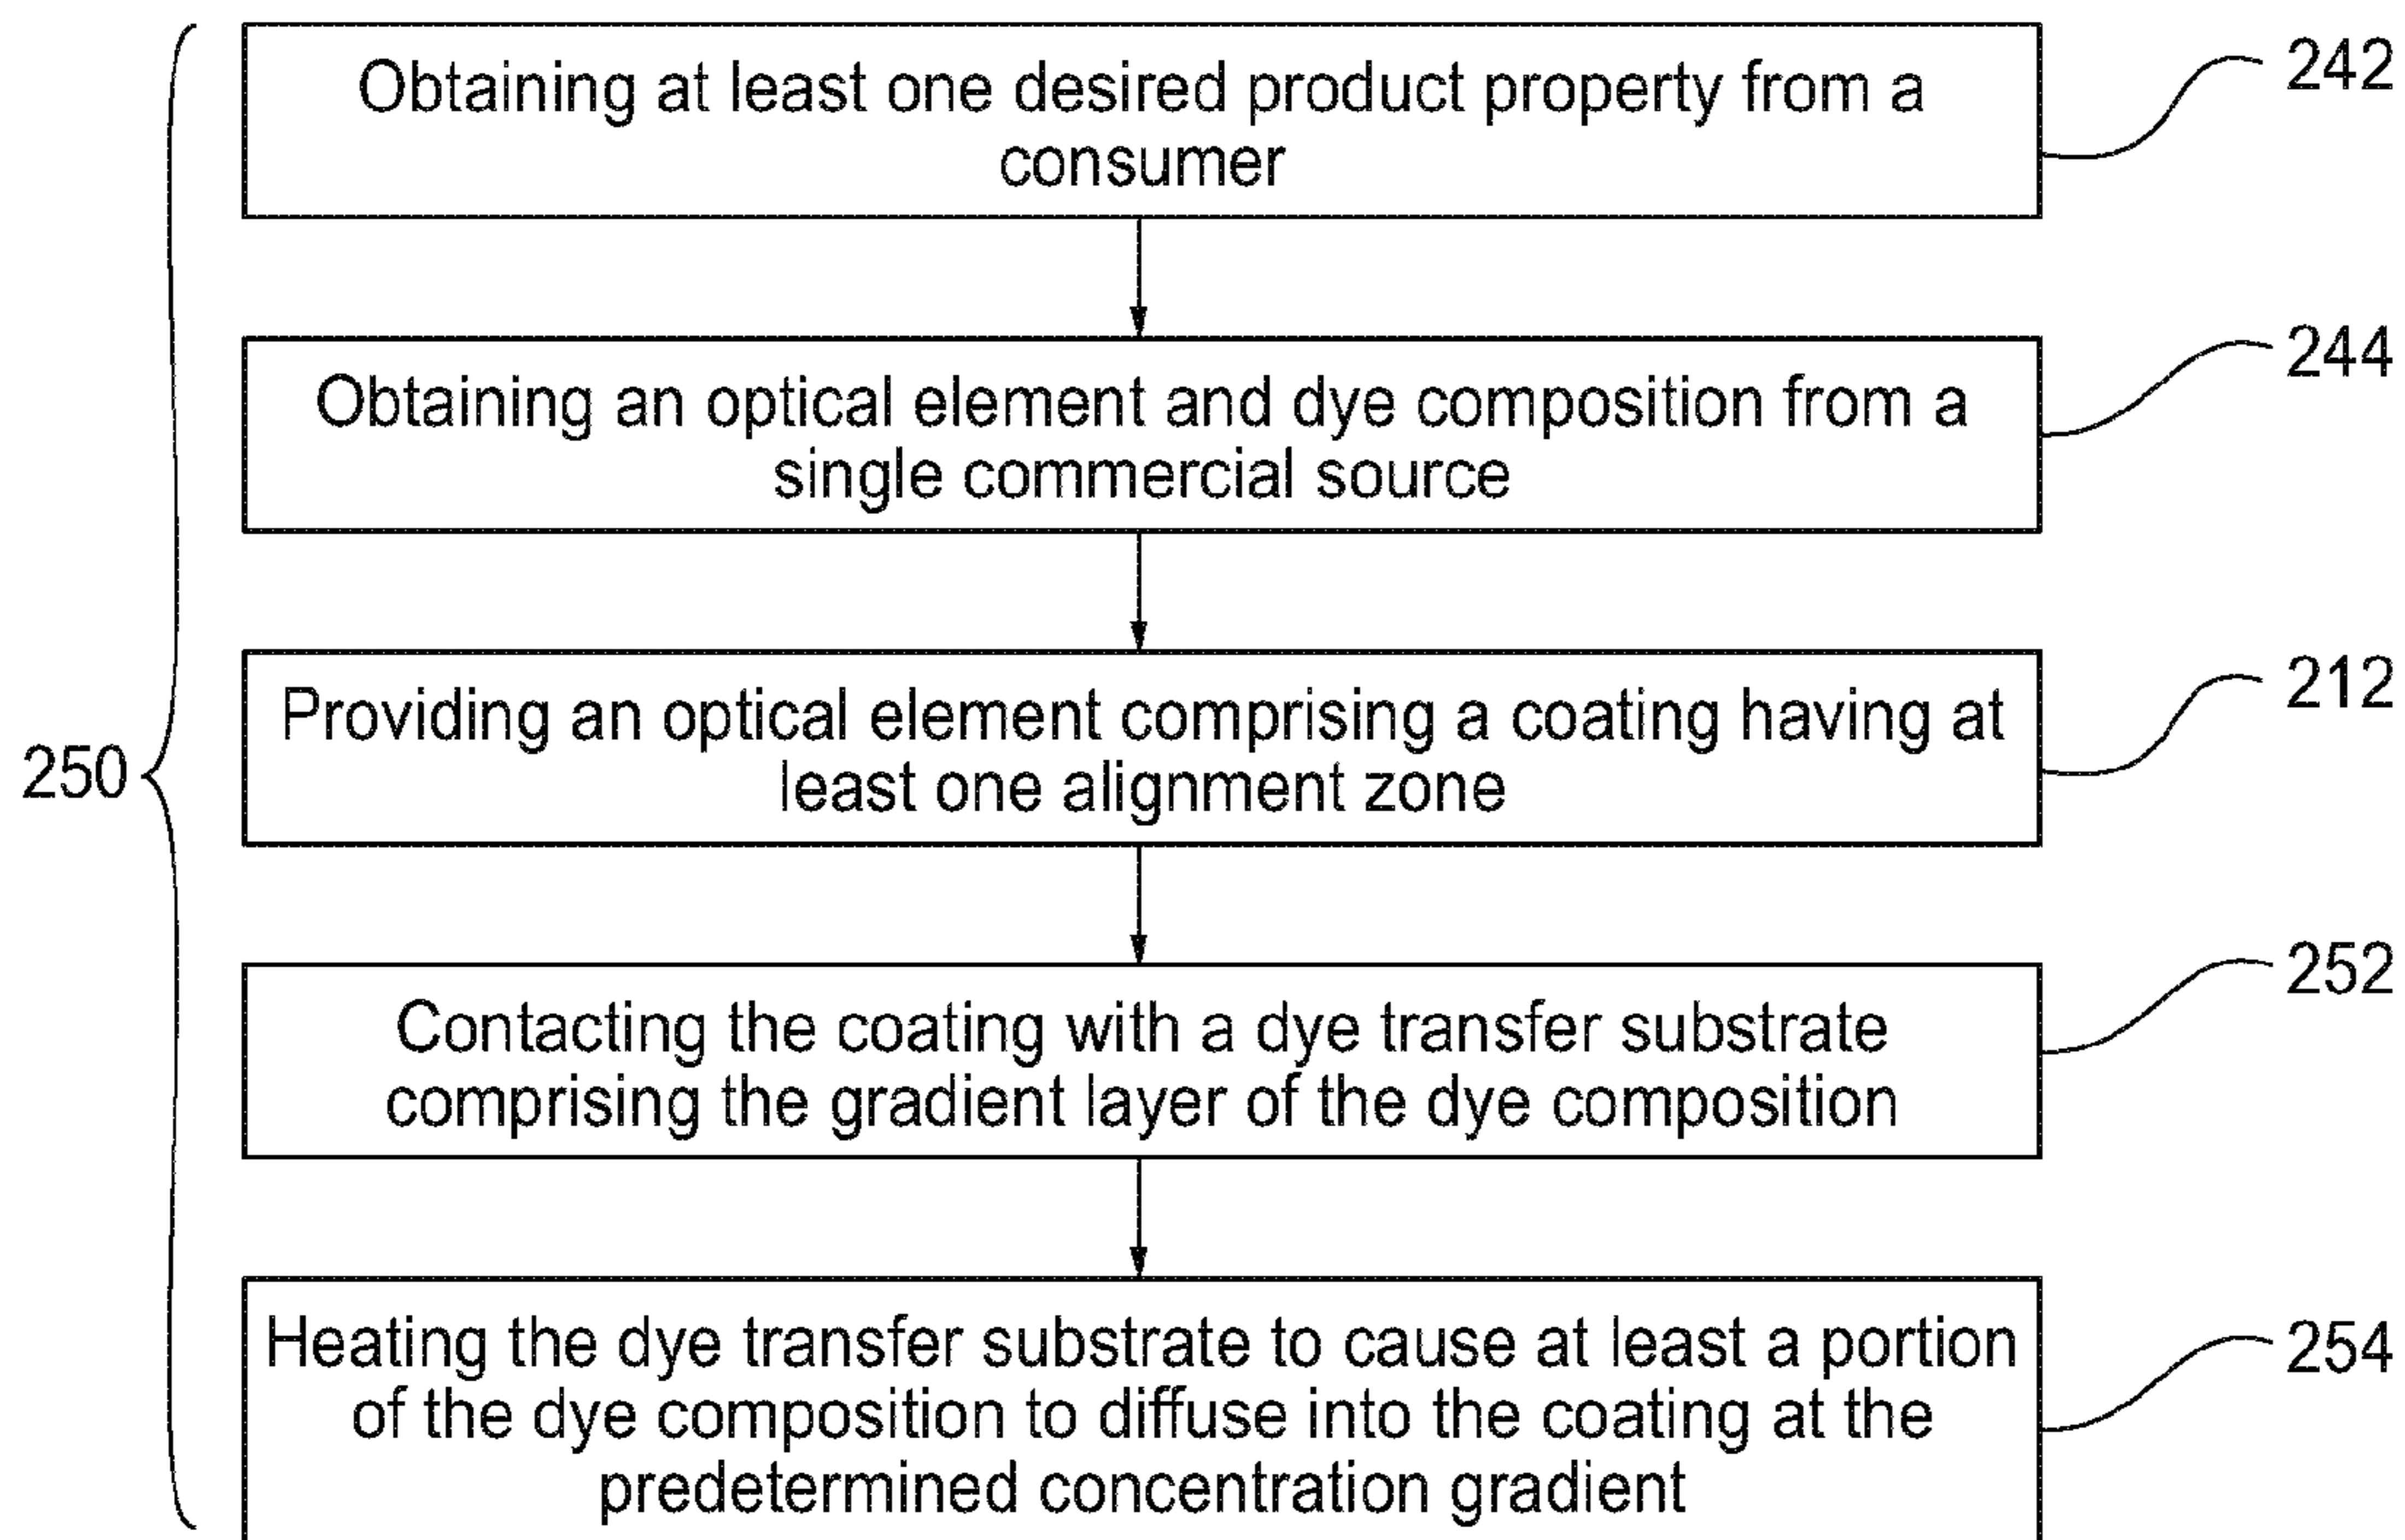 Obtaining at least one desired product property from a
consumer
242
Obtaining an optical element and dye composition from a
single commercial source
244
Providing an optical element comprising a coating having at
least one alignment zone
212
250
Contacting the coating with a dye transfer substrate
comprising the gradient layer of the dye composition
252
Heating the dye transfer substrate to cause at least a portion
of the dye composition to diffuse into the coating at the
predetermined concentration gradient
254